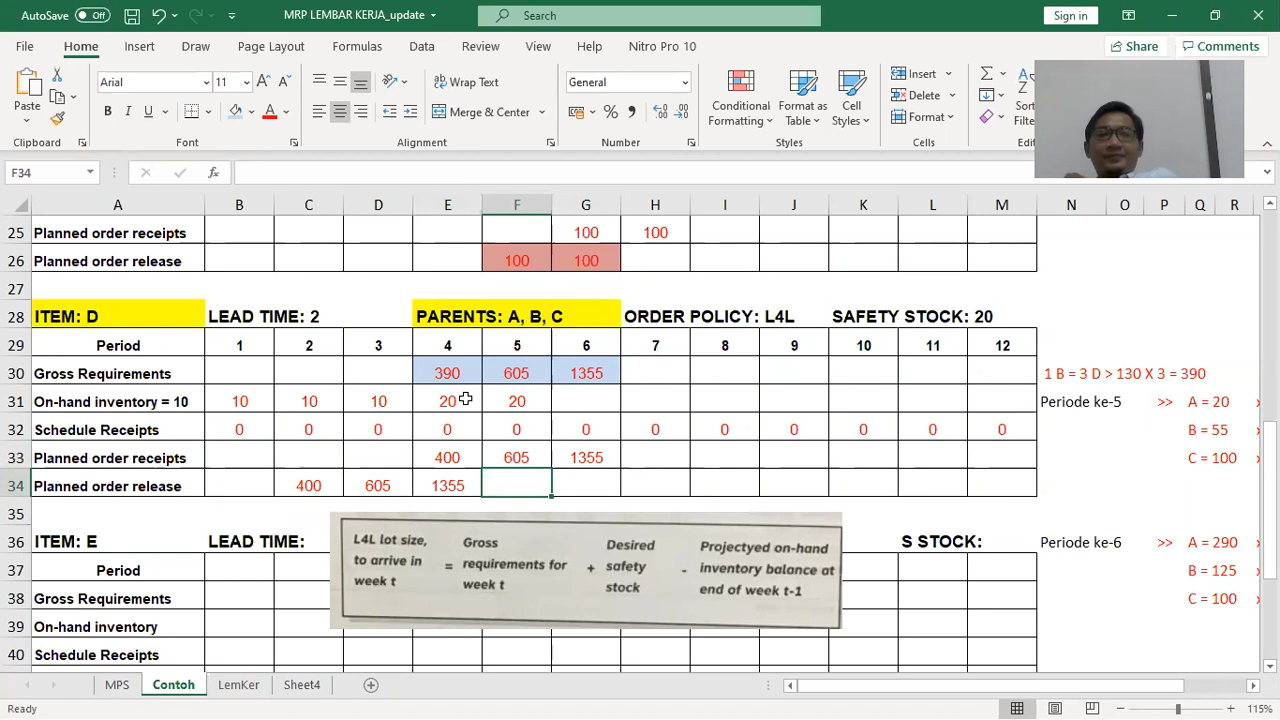 AutoSave Off MRP LEMBAR KERJA_update Search Sign in
File Home Insert Draw Page Layout Formulas Data Review View Help Nitro Pro 10 Share Comments
Paste Arial 11 Wrap Text General Conditional Formatting Format as Table Cell Styles Insert
B I U Merge & Center % Delete Sort
Format
Clipboard Font Alignment Number Styles Cells
F34 fx
A B C D E F G H I J K L M N O P Q R
25 Planned order receipts 100 100
26 Planned order release 100 100
27
28 ITEM: D LEAD TIME: 2 PARENTS: A, B, C ORDER POLICY: L4L SAFETY STOCK: 20
29 Period 1 2 3 4 5 6 7 8 9 10 11 12
30 Gross Requirements 390 605 1355 1 B = 3 D > 130 X 3 = 390
31 On-hand inventory = 10 10 10 10 20 20 Periode ke-5 >> A = 20
32 Schedule Receipts 0 0 0 0 0 0 0 0 0 0 0 0 B = 55
33 Planned order receipts 400 605 1355 C = 100
34 Planned order release 400 605 1355
35
36 ITEM: E LEAD TIME: S STOCK: Periode ke-6 >> A = 290
37 Period B = 125
38 Gross Requirements C = 100
39 On-hand inventory
40 Schedule Receipts
L4L lot size, to arrive in week t = Gross requirements for week t + Desired safety stock - Projectyed on-hand inventory balance at end of week t-1
MPS Contoh LemKer Sheet4
Ready 115%